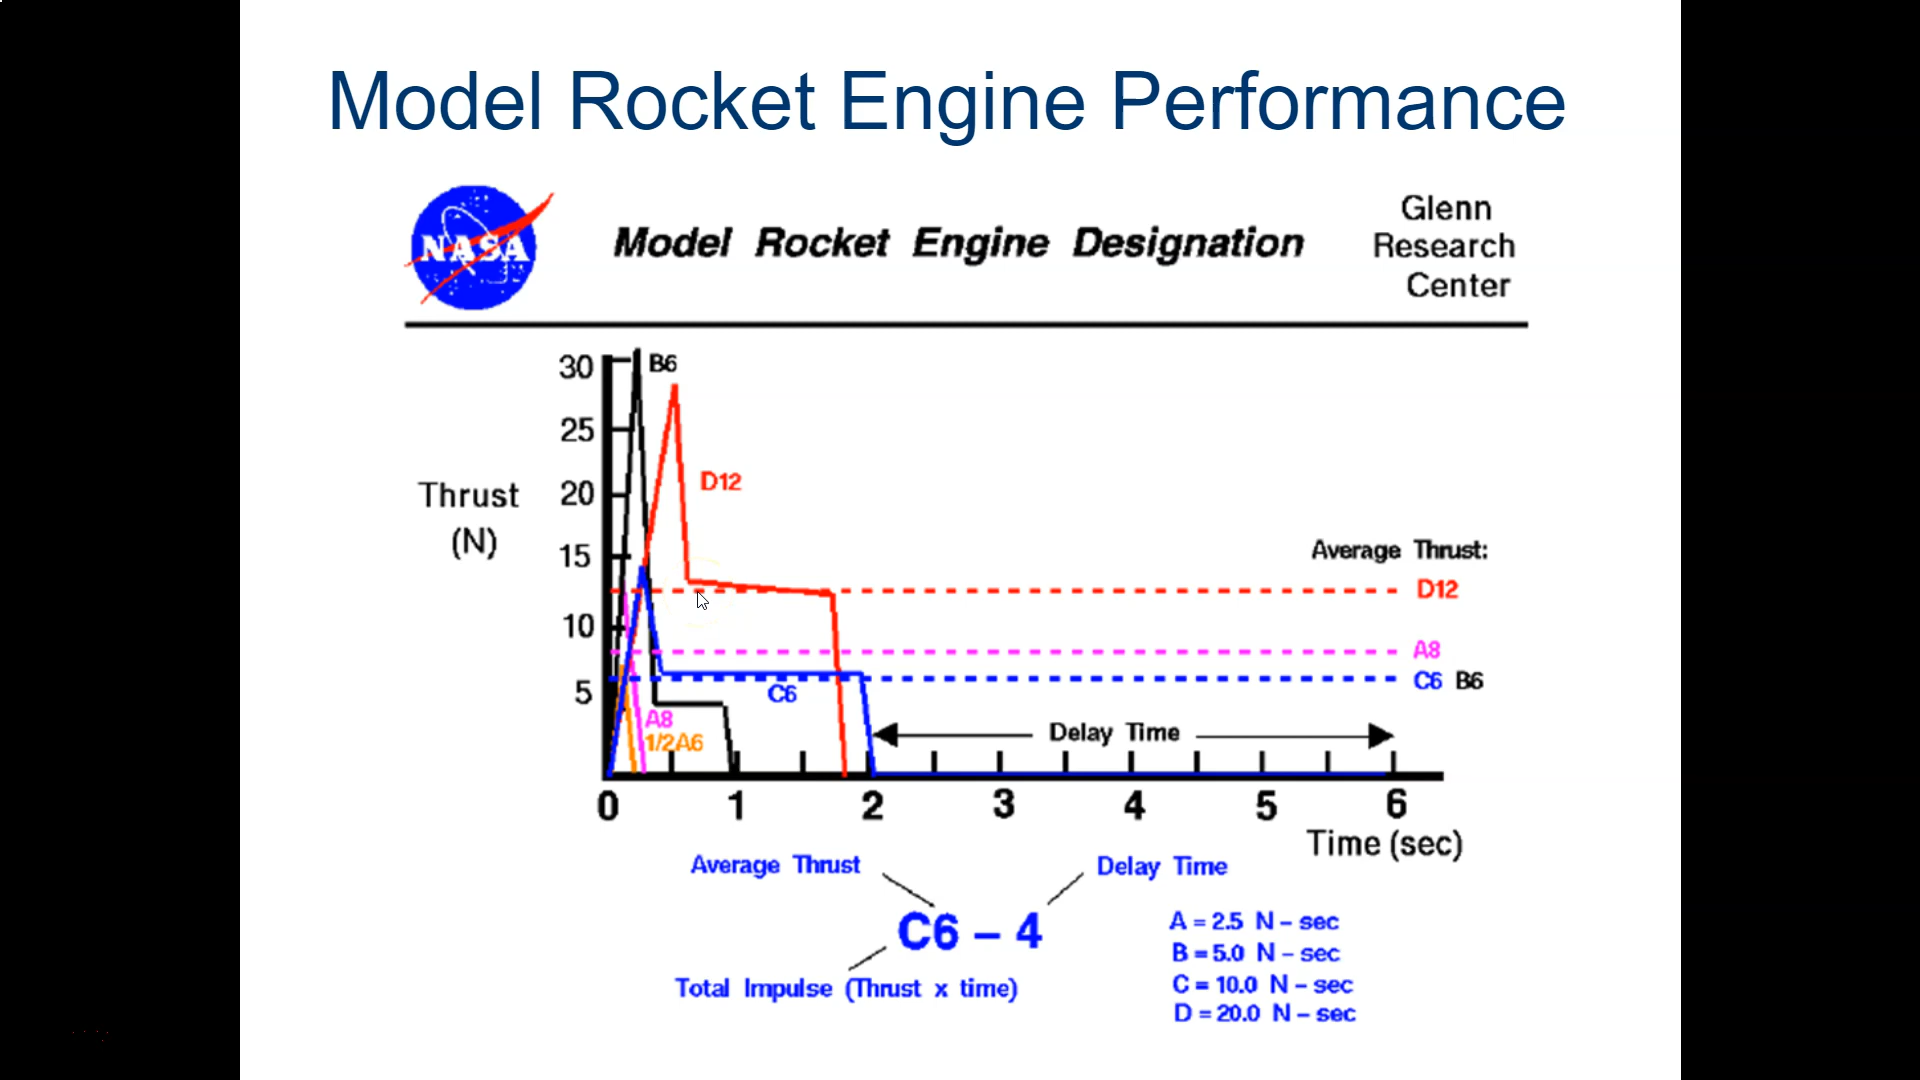 Model Rocket Engine Performance
NASA
Model Rocket Engine Designation
Glenn
Research
Center
30
25
20
15
10
5
Thrust
(N)
B6
D12
C6
A8
1/2A6
Average Thrust:
D12
A8
C6 B6
Delay Time
0 1 2 3 4 5 6
Time (sec)
Average Thrust
Delay Time
C6 – 4
Total Impulse (Thrust x time)
A = 2.5 N – sec
B = 5.0 N – sec
C = 10.0 N – sec
D = 20.0 N – sec